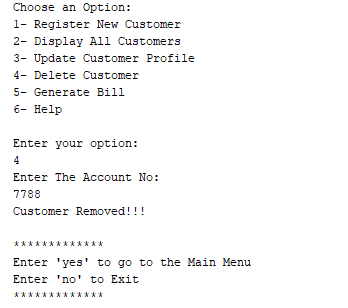 Choose an Option:
1- Register New Customer
2- Display All Customers
3- Update Customer Profile
4- Delete Customer
5- Generate Bill
6- Help
Enter your option:
4
Enter The Account No:
7788
Customer Removed!!!
*************
Enter 'yes' to go to the Main Menu
Enter 'no' to Exit
*************